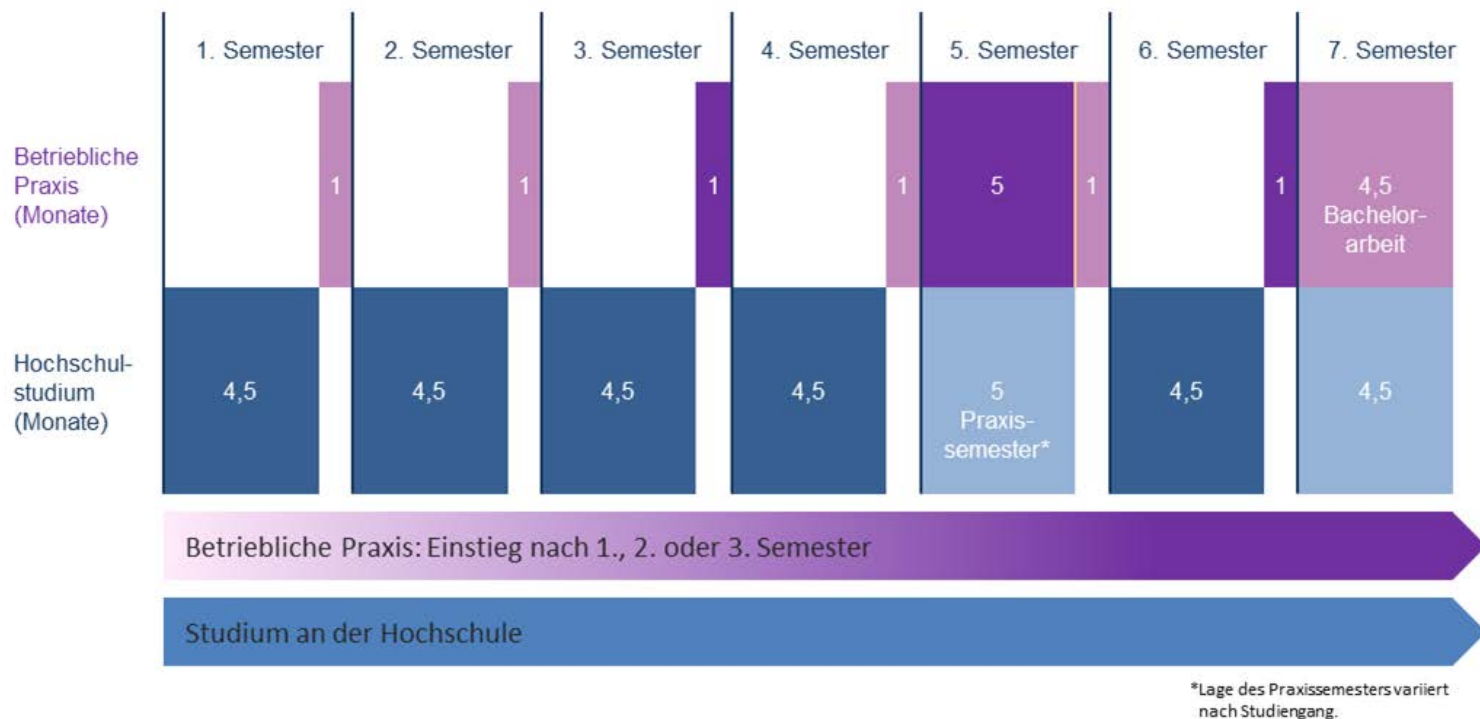 1. Semester
2. Semester
3. Semester
4. Semester
5. Semester
6. Semester
7. Semester
Betriebliche
Praxis
(Monate)
1
1
1
1
5
1
1
4,5
Bachelor-
arbeit
Hochschul-
studium
(Monate)
4,5
4,5
4,5
4,5
5
Praxis-
semester*
4,5
4,5
Betriebliche Praxis: Einstieg nach 1., 2. oder 3. Semester
Studium an der Hochschule
*Lage des Praxissemesters variiert
nach Studiengang.